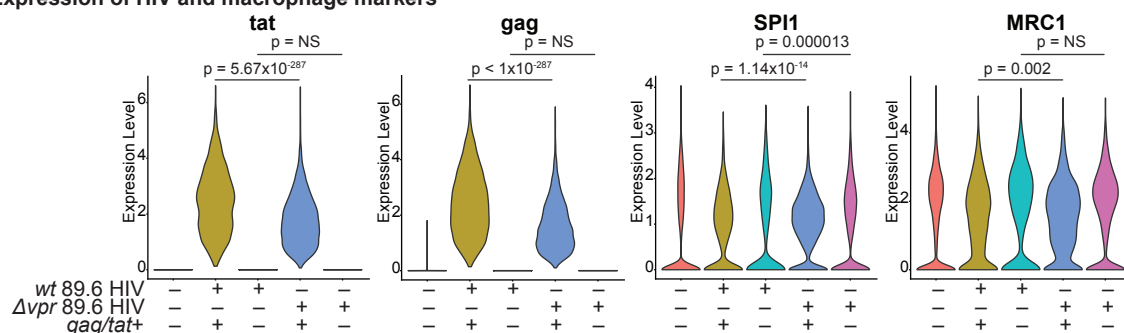 Expression of HIV and macrophage markers
tat gag SPI1 MRC1
p = NS p = NS p = 0.000013 p = NS
p = 5.67x10⁻²⁸⁷ p < 1x10⁻²⁸⁷ p = 1.14x10⁻¹⁴ p = 0.002
Expression Level Expression Level Expression Level Expression Level
6 6 4 4
4 4 3 2
2 2 2 0
0 0 1
0
wt 89.6 HIV – + + – – – + + – – – + + – – – + + – –
Δvpr 89.6 HIV – – – + + – – – + + – – – + + – – – + +
gag/tat+ – + – + – – + – + – – + – + – – + – + –